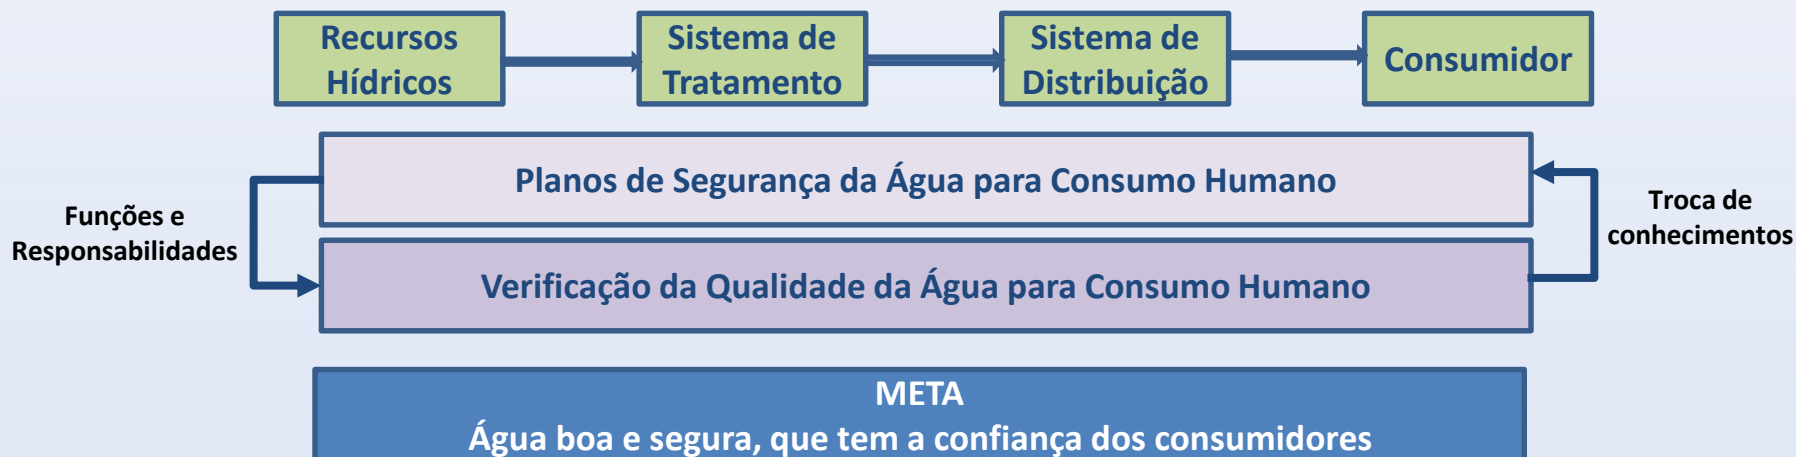 Recursos
Hídricos
Sistema de
Tratamento
Sistema de
Distribuição
Consumidor
Planos de Segurança da Água para Consumo Humano
Funções e
Responsabilidades
Troca de
conhecimentos
Verificação da Qualidade da Água para Consumo Humano
META
Água boa e segura, que tem a confiança dos consumidores